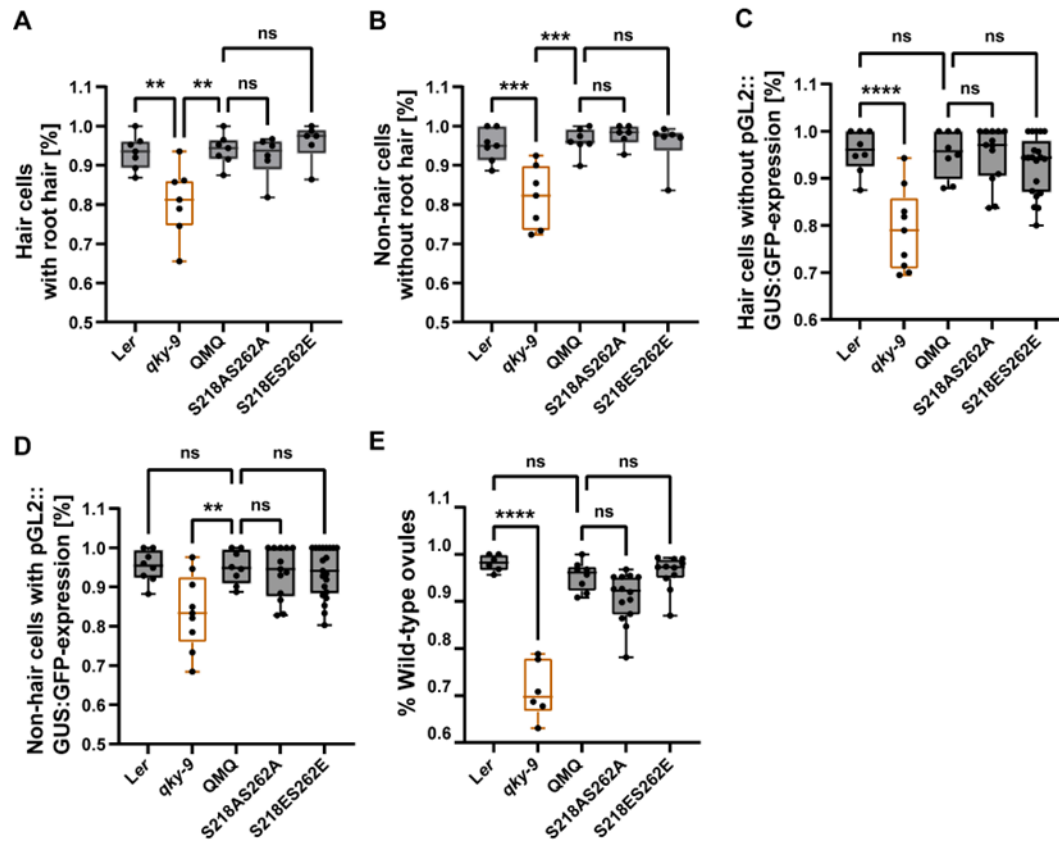 A
ns
** ** ns
Hair cells
with root hair [%]
1.1
1.0
0.9
0.8
0.7
0.6
0.5
Ler qky-9 QMQ S218AS262A S218ES262E
B
ns
***
*** ns
Non-hair cells
without root hair [%]
1.1
1.0
0.9
0.8
0.7
0.6
0.5
Ler qky-9 QMQ S218AS262A S218ES262E
C
ns ns
**** ns
Hair cells without pGL2::
GUS:GFP-expression [%]
1.1
1.0
0.9
0.8
0.7
0.6
Ler qky-9 QMQ S218AS262A S218ES262E
D
ns ns
** ns
Non-hair cells with pGL2::
GUS:GFP-expression [%]
1.1
1.0
0.9
0.8
0.7
0.6
0.5
Ler qky-9 QMQ S218AS262A S218ES262E
E
ns ns
**** ns
% Wild-type ovules
1.1
1.0
0.9
0.8
0.7
0.6
Ler qky-9 QMQ S218AS262A S218ES262E